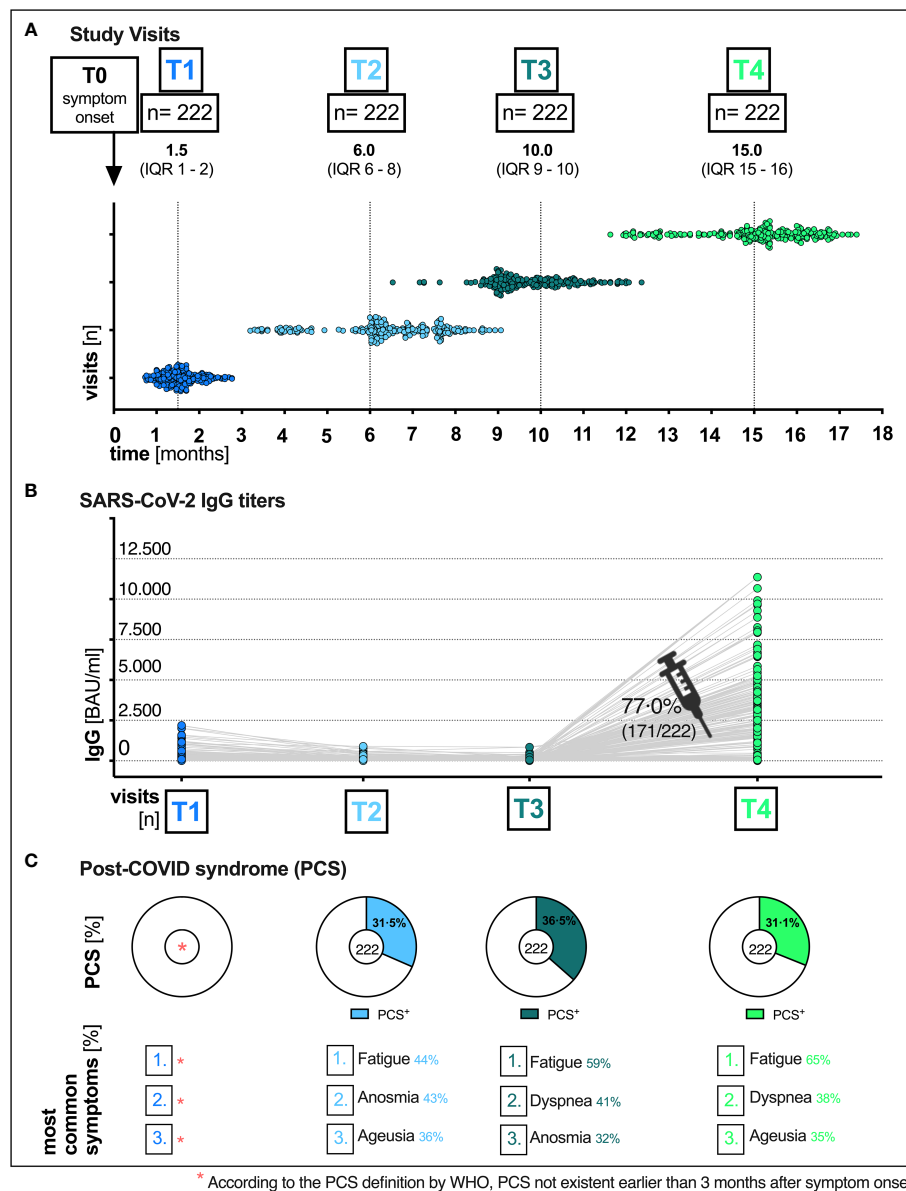 A
Study Visits
T0
symptom
onset
T1
T2
T3
T4
n= 222
n= 222
n= 222
n= 222
1.5
6.0
10.0
15.0
(IQR 1 - 2)
(IQR 6 - 8)
(IQR 9 - 10)
(IQR 15 - 16)
visits [n]
0 1 2 3 4 5 6 7 8 9 10 11 12 13 14 15 16 17 18
time [months]
B
SARS-CoV-2 IgG titers
IgG [BAU/ml]
12.500
10.000
7.500
5.000
2.500
0
77·0%
(171/222)
visits
[n]
T1
T2
T3
T4
C
Post-COVID syndrome (PCS)
PCS [%]
*
31·5%
222
36·5%
222
31·1%
222
PCS+
PCS+
PCS+
most
common
symptoms [%]
1. *
1. Fatigue 44%
1. Fatigue 59%
1. Fatigue 65%
2. *
2. Anosmia 43%
2. Dyspnea 41%
2. Dyspnea 38%
3. *
3. Ageusia 36%
3. Anosmia 32%
3. Ageusia 35%
* According to the PCS definition by WHO, PCS not existent earlier than 3 months after symptom onse